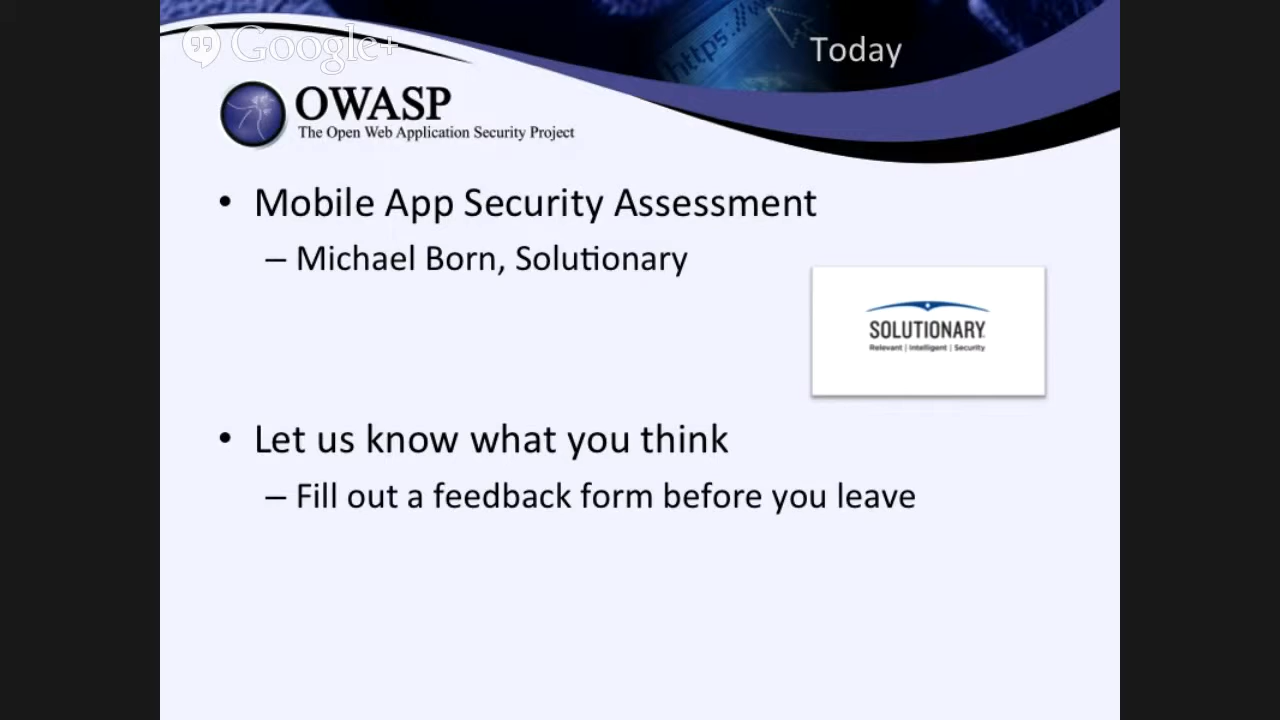 Google+
https://w
Today
OWASP
The Open Web Application Security Project
• Mobile App Security Assessment
– Michael Born, Solutionary
SOLUTIONARY
Relevant | Intelligent | Security
• Let us know what you think
– Fill out a feedback form before you leave